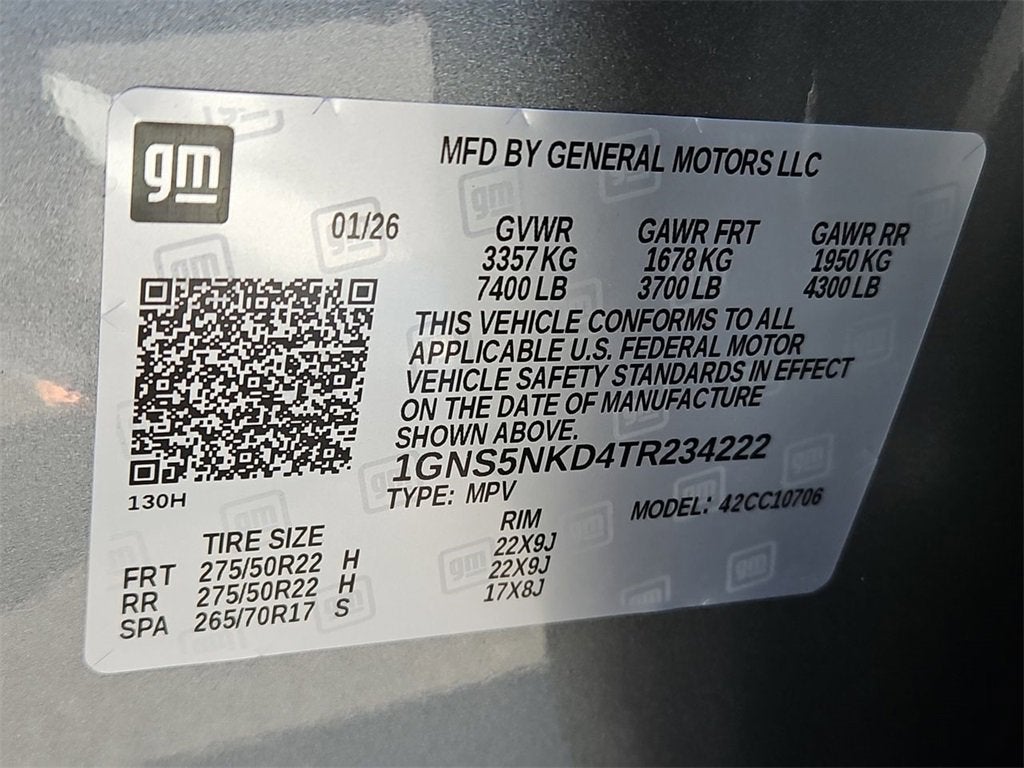 gm
MFD BY GENERAL MOTORS LLC
01/26 GVWR GAWR FRT GAWR RR
3357 KG 1678 KG 1950 KG
7400 LB 3700 LB 4300 LB
THIS VEHICLE CONFORMS TO ALL
APPLICABLE U.S. FEDERAL MOTOR
VEHICLE SAFETY STANDARDS IN EFFECT
ON THE DATE OF MANUFACTURE
SHOWN ABOVE.
1GNS5NKD4TR234222
130H
TYPE: MPV MODEL: 42CC10706
TIRE SIZE RIM
FRT 275/50R22 H 22X9J
RR 275/50R22 H 22X9J
SPA 265/70R17 S 17X8J